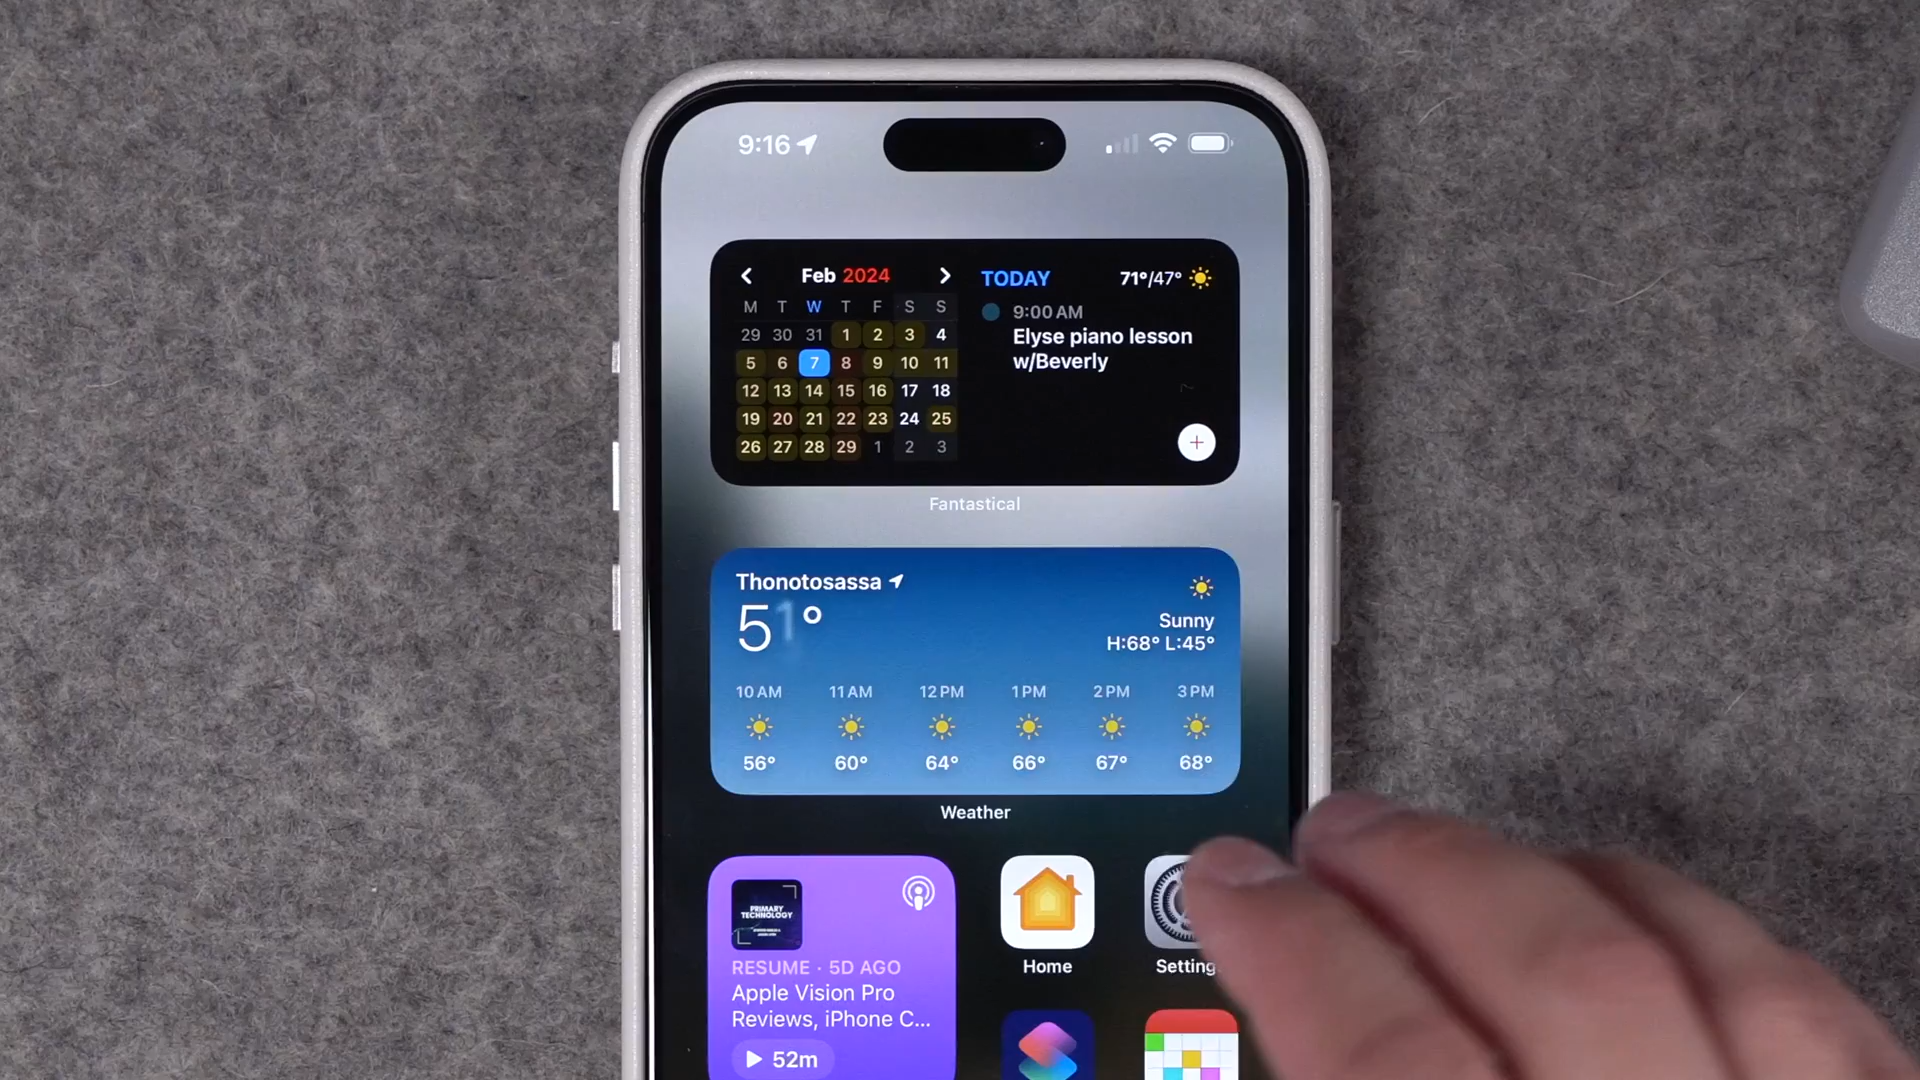 9:16
Feb 2024
M T W T F S S
29 30 31 1 2 3 4
5 6 7 8 9 10 11
12 13 14 15 16 17 18
19 20 21 22 23 24 25
26 27 28 29 1 2 3
TODAY 71°/47°
9:00 AM
Elyse piano lesson
w/Beverly
Fantastical
Thonotosassa
51°
Sunny
H:68° L:45°
10 AM 11 AM 12 PM 1 PM 2 PM 3 PM
56° 60° 64° 66° 67° 68°
Weather
PRIMARY
TECHNOLOGY
RESUME · 5D AGO
Apple Vision Pro
Reviews, iPhone C...
52m
Home
Setting